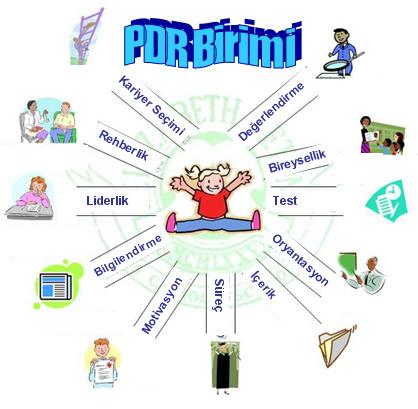 PDR Birimi
Kariyer Seçimi
Değerlendirme
Rehberlik
Bireysellik
Liderlik
Test
Bilgilendirme
Oryantasyon
Motivasyon
Süreç
İçerik